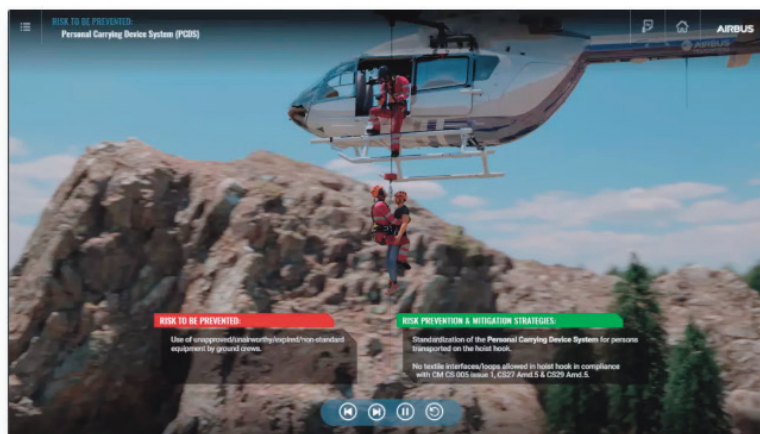 RISK TO BE PREVENTED:
Personal Carrying Device System (PCDS)
AIRBUS
AIRBUS
RISK TO BE PREVENTED:
Use of unapproved/unairworthy/expired/non-standard
equipment by ground crews.
RISK PREVENTION & MITIGATION STRATEGIES:
Standardization of the Personal Carrying Device System for persons
transported on the hoist hook.
No textile interfaces/loops allowed in hoist hook in compliance
with CM CS 005 issue 1, CS27 Amd.5 & CS29 Amd.5.